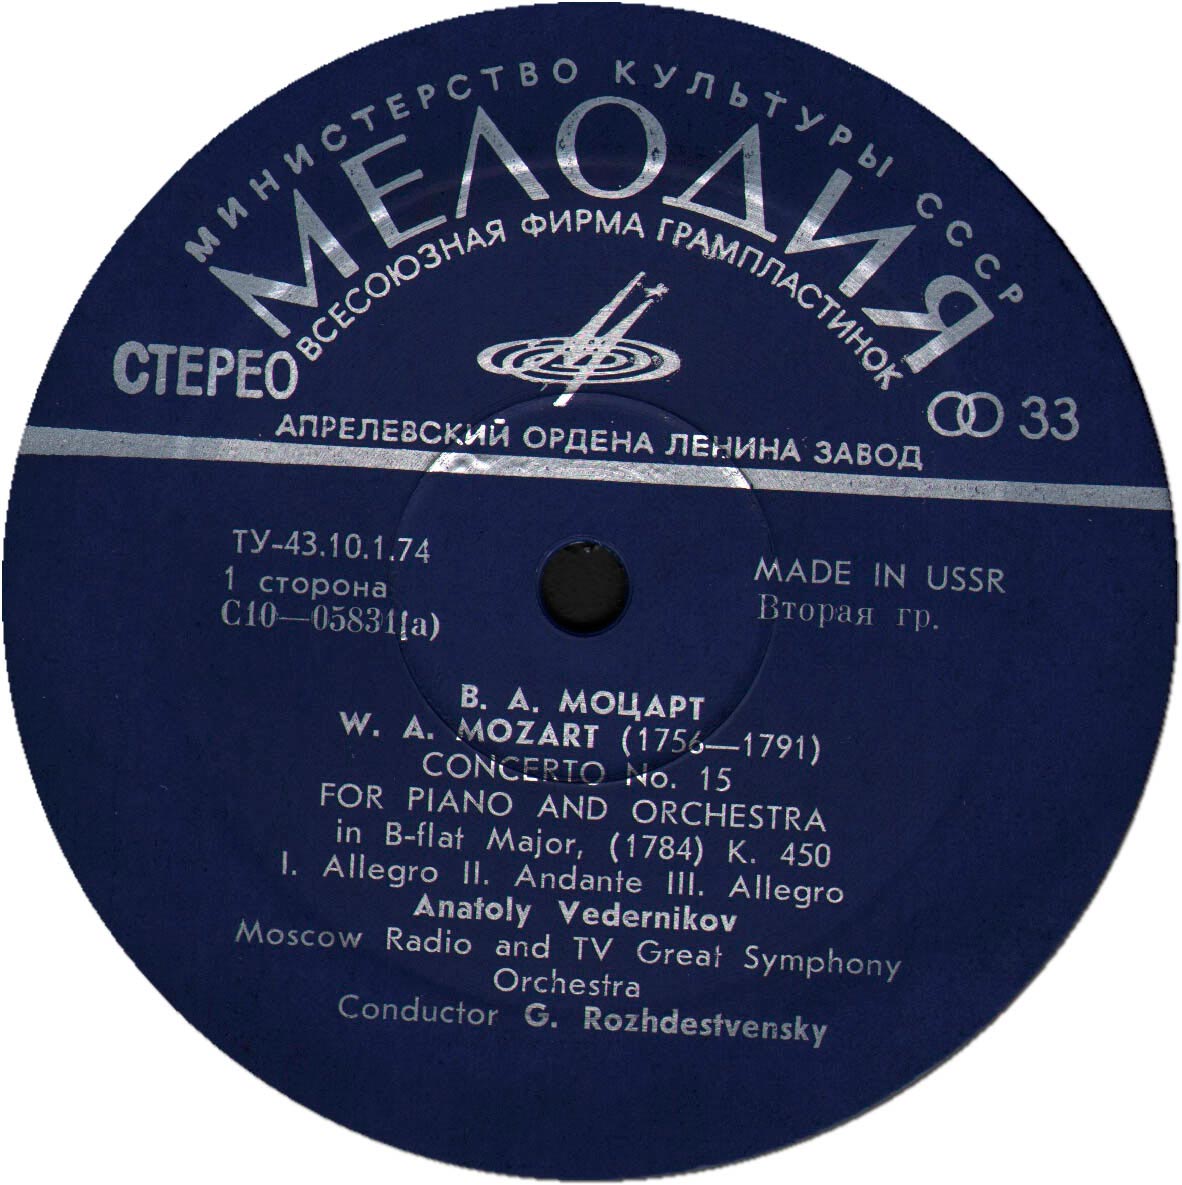 МИНИСТЕРСТВО КУЛЬТУРЫ СССР
МЕЛОДИЯ
ВСЕСОЮЗНАЯ ФИРМА ГРАМПЛАСТИНОК
СТЕРЕО
33
АПРЕЛЕВСКИЙ ОРДЕНА ЛЕНИНА ЗАВОД
ТУ-43.10.1.74
1 сторона
С10—05831(а)
MADE IN USSR
Вторая гр.
В. А. МОЦАРТ
W. A. MOZART (1756—1791)
CONCERTO No. 15
FOR PIANO AND ORCHESTRA
in B-flat Major, (1784) K. 450
I. Allegro II. Andante III. Allegro
Anatoly Vedernikov
Moscow Radio and TV Great Symphony
Orchestra
Conductor G. Rozhdestvensky